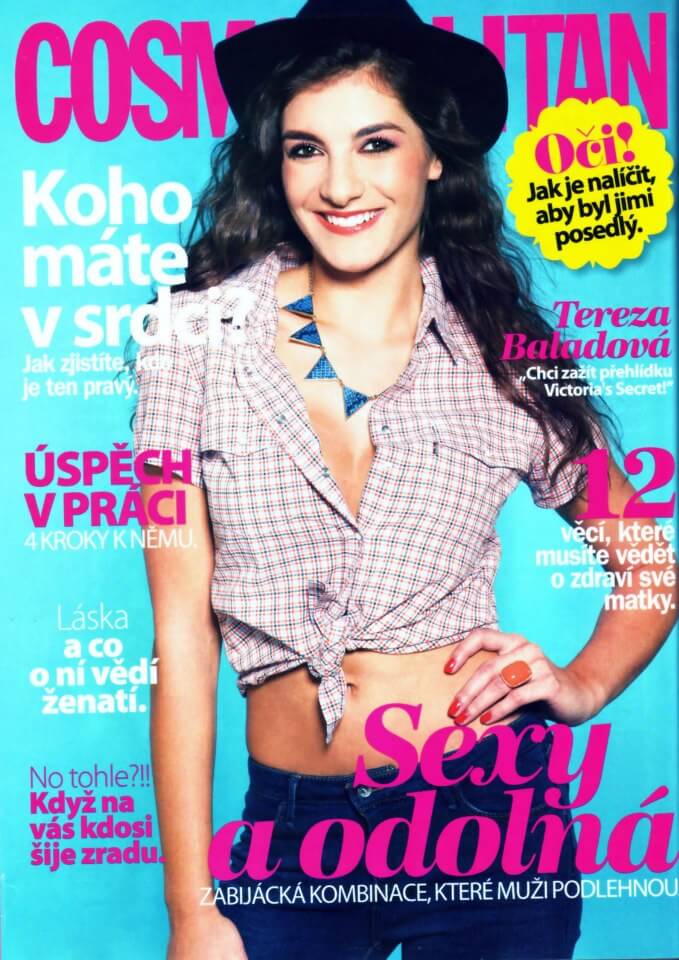 COSMOPOLITAN
Oči!
Jak je nalíčit,
aby byl jimi
posedlý.
Koho
máte
v srdci?
Jak zjistíte, kdo
je ten pravý.
Tereza
Baladová
„Chci zažít přehlídku
Victoria's Secret!"
ÚSPĚCH
V PRÁCI
4 KROKY K NĚMU.
12
věcí, které
musíte vědět
o zdraví své
matky.
Láska
a co
o ní vědí
ženatí.
No tohle?!!
Když na
vás kdosi
šije zradu.
Sexy
a odolná
ZABIJÁCKÁ KOMBINACE, KTERÉ MUŽI PODLEHNOU